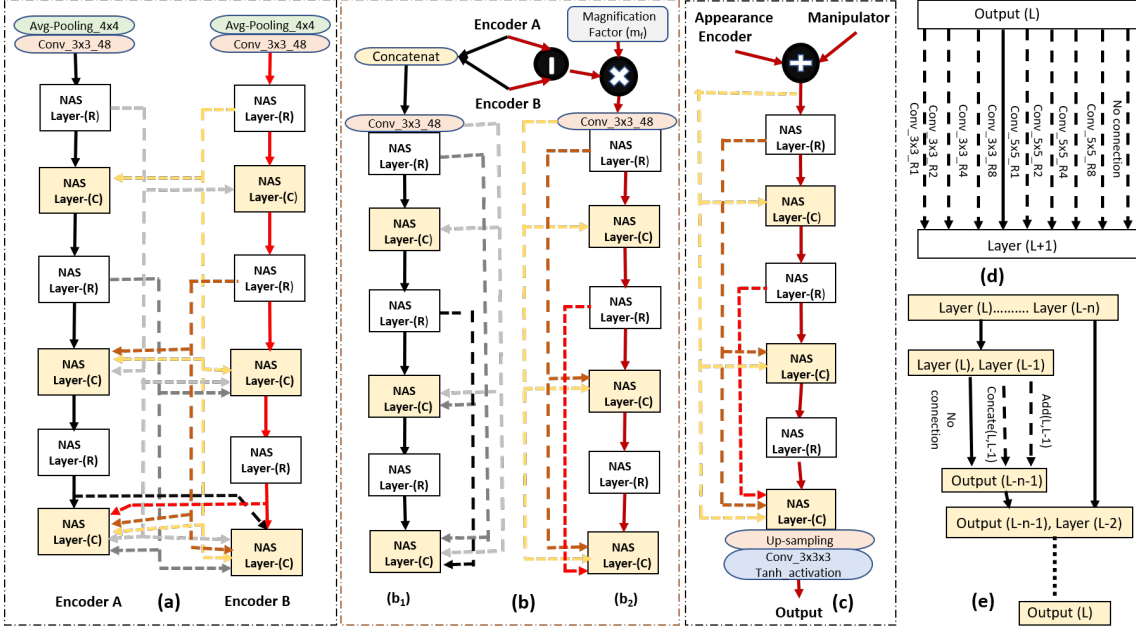 Avg-Pooling_4x4
Conv_3x3_48
NAS
Layer-(R)
NAS
Layer-(C)
NAS
Layer-(R)
NAS
Layer-(C)
NAS
Layer-(R)
NAS
Layer-(C)
Encoder A
Avg-Pooling_4x4
Conv_3x3_48
NAS
Layer-(R)
NAS
Layer-(C)
NAS
Layer-(R)
NAS
Layer-(C)
NAS
Layer-(R)
NAS
Layer-(C)
Encoder B
(a)
Encoder A
Concatenat
Encoder B
Magnification
Factor (mf)
Conv_3x3_48
NAS
Layer-(R)
NAS
Layer-(C)
NAS
Layer-(R)
NAS
Layer-(C)
NAS
Layer-(R)
NAS
Layer-(C)
(b1)
Conv_3x3_48
NAS
Layer-(R)
NAS
Layer-(C)
NAS
Layer-(R)
NAS
Layer-(C)
NAS
Layer-(R)
NAS
Layer-(C)
(b2)
(b)
Appearance
Encoder
Manipulator
NAS
Layer-(R)
NAS
Layer-(C)
NAS
Layer-(R)
NAS
Layer-(C)
NAS
Layer-(R)
NAS
Layer-(C)
Up-sampling
Conv_3x3x3
Tanh_activation
Output
(c)
Output (L)
Conv_3x3_R1
Conv_3x3_R2
Conv_3x3_R4
Conv_3x3_R8
Conv_5x5_R1
Conv_5x5_R2
Conv_5x5_R4
Conv_5x5_R8
No connection
Layer (L+1)
(d)
Layer (L).......... Layer (L-n)
Layer (L), Layer (L-1)
No
connection
Concate(L, L-1)
Add(L, L-1)
Output (L-n-1)
Output (L-n-1), Layer (L-2)
Output (L)
(e)